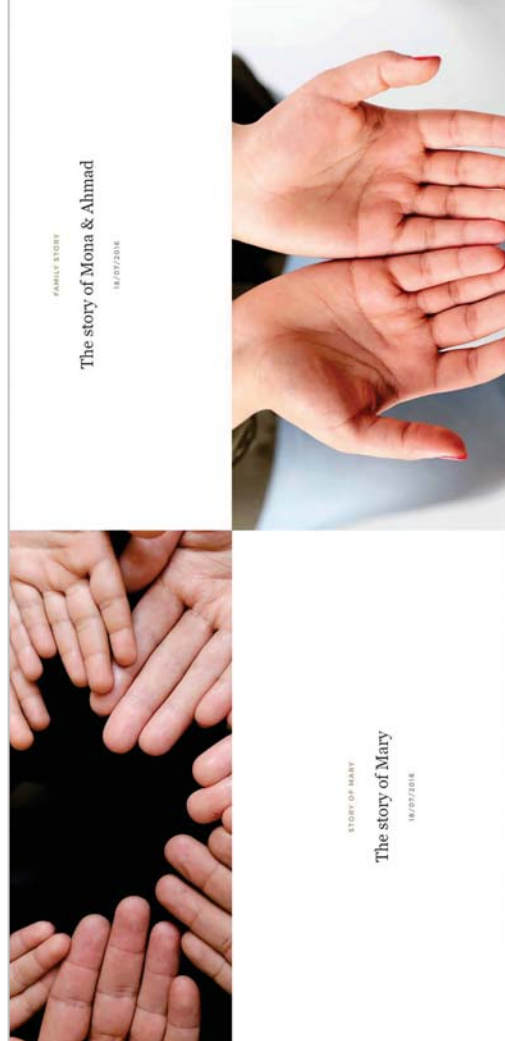 FAMILY STORY
The story of Mona & Ahmad
18/07/2016
STORY OF MARY
The story of Mary
18/07/2016